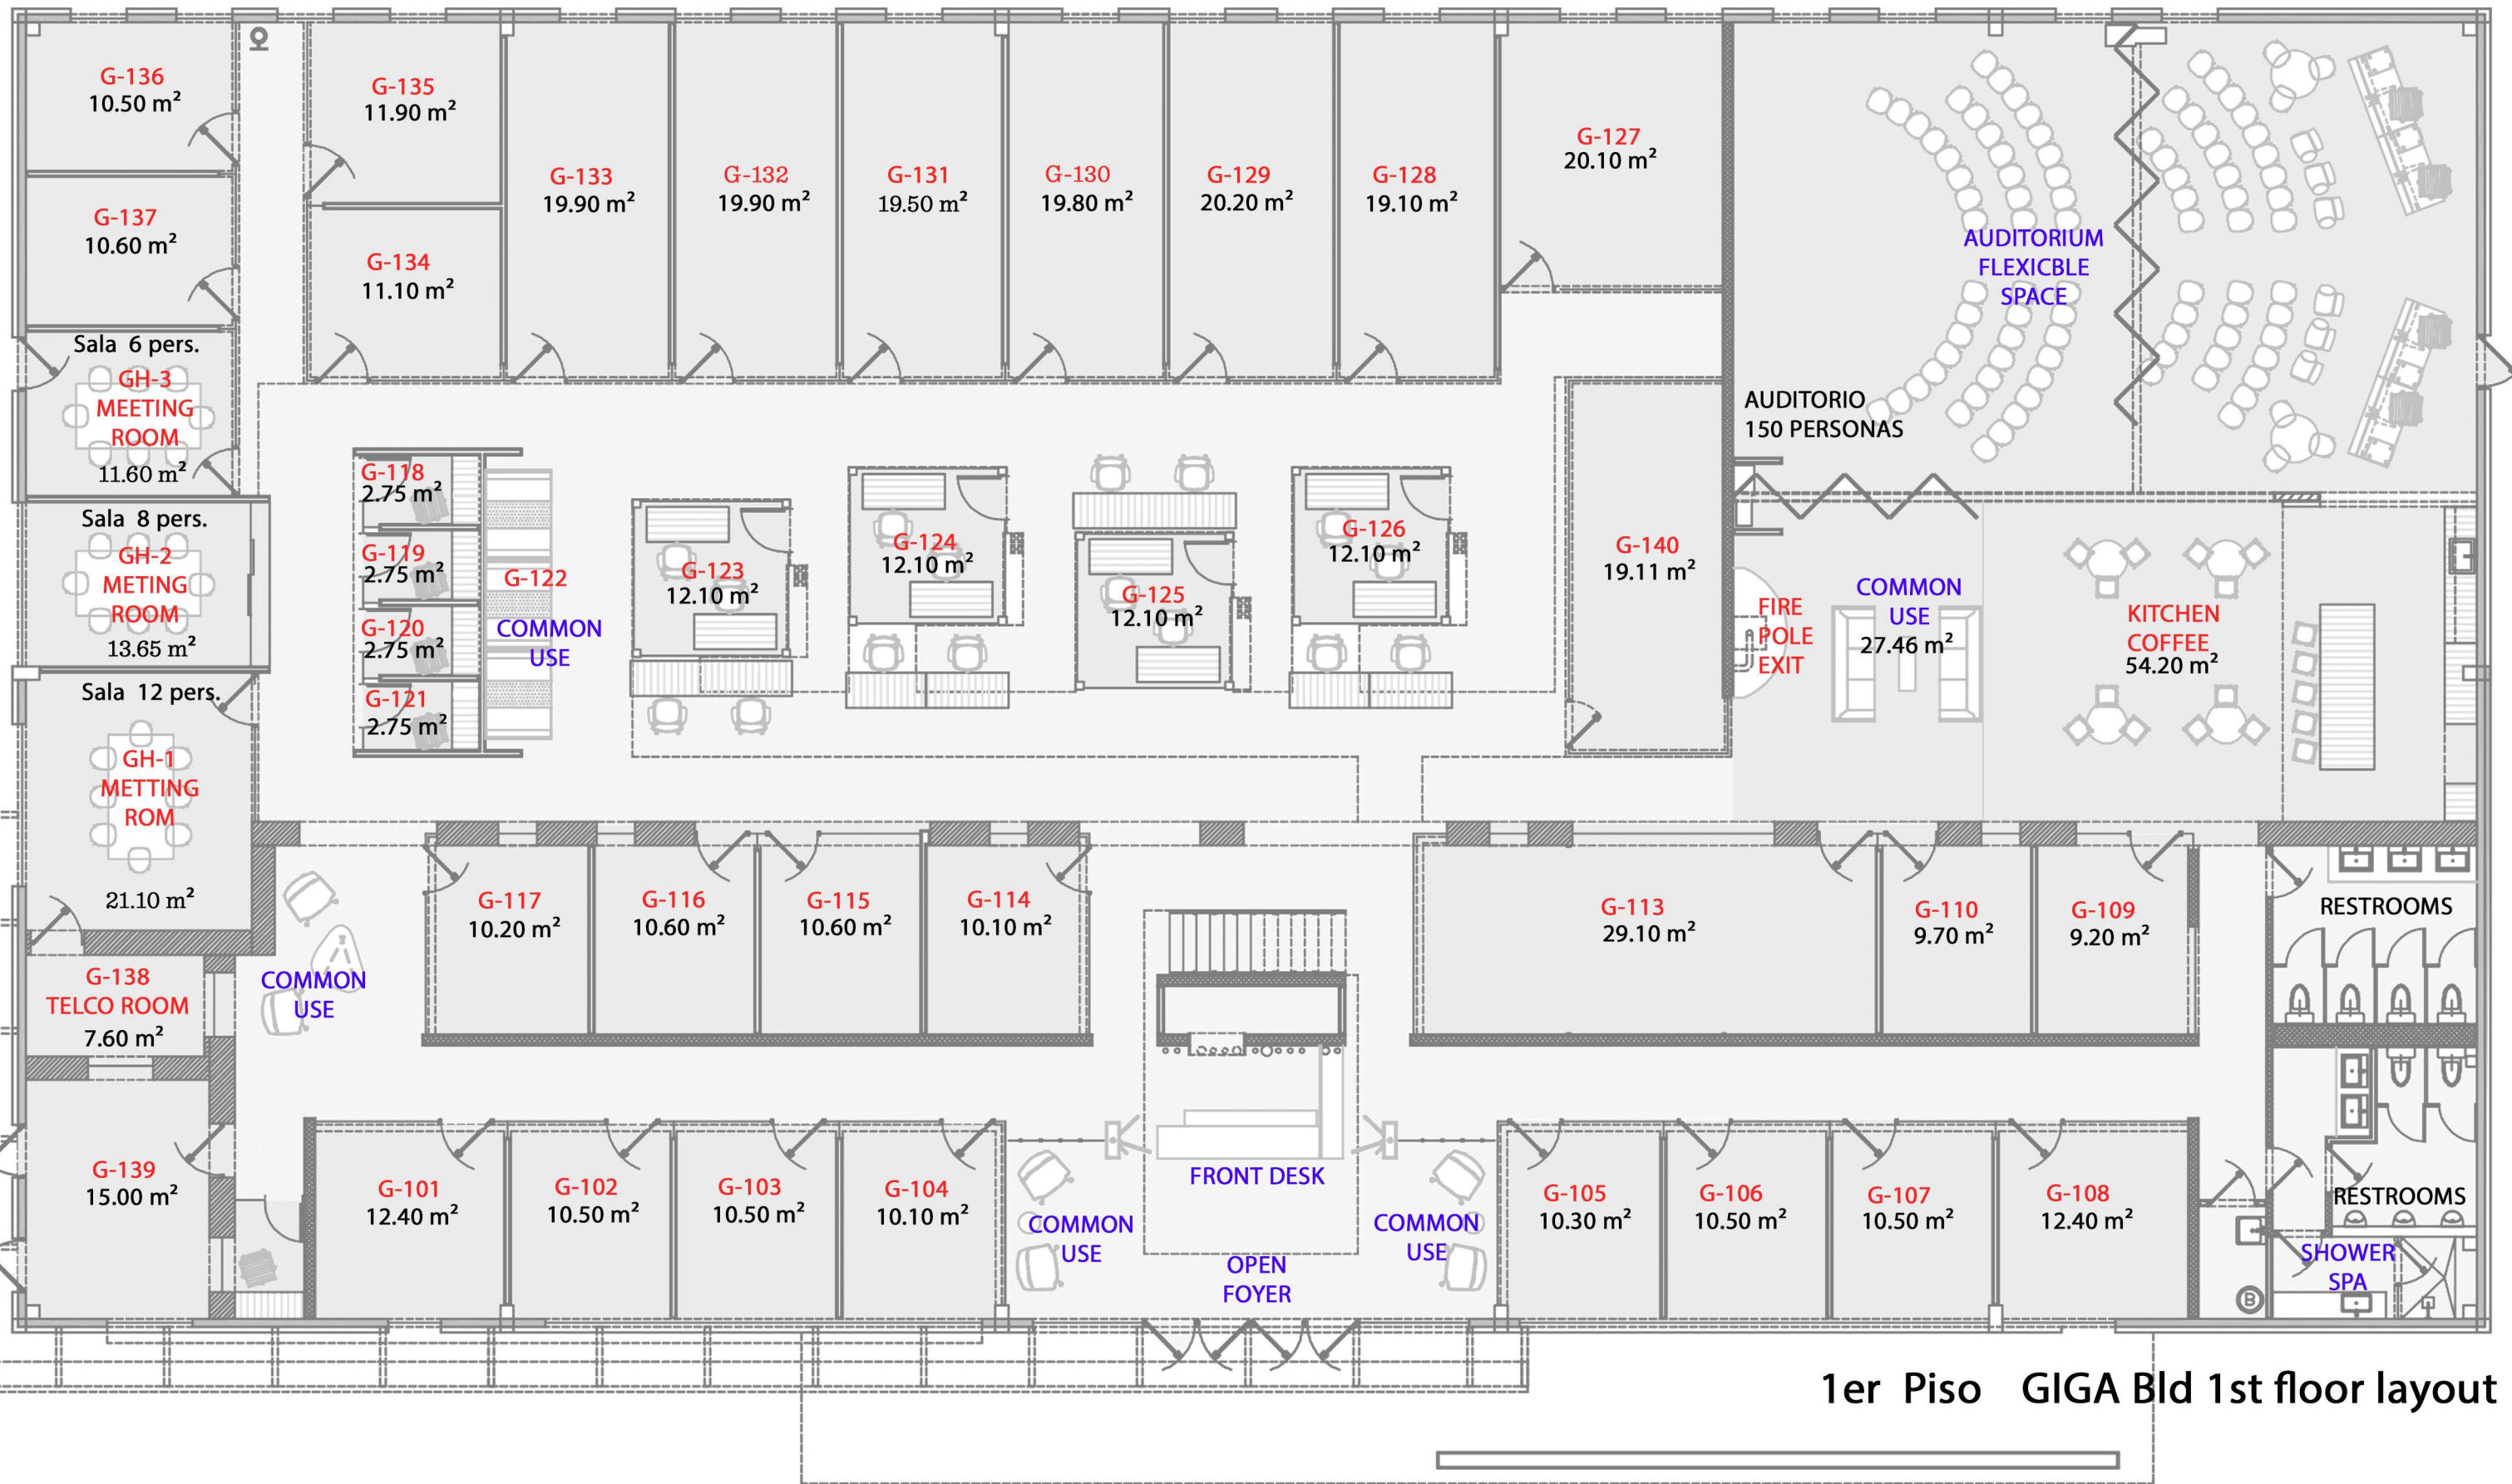 G-136
10.50 m²
G-135
11.90 m²
G-133
19.90 m²
G-132
19.90 m²
G-131
19.50 m²
G-130
19.80 m²
G-129
20.20 m²
G-128
19.10 m²
G-127
20.10 m²
G-137
10.60 m²
G-134
11.10 m²
AUDITORIUM
FLEXICBLE
SPACE
AUDITORIO
150 PERSONAS
Sala 6 pers.
GH-3
MEETING
ROOM
11.60 m²
Sala 8 pers.
GH-2
METING
ROOM
13.65 m²
Sala 12 pers.
GH-1
METTING
ROM
21.10 m²
G-118
2.75 m²
G-119
2.75 m²
G-120
2.75 m²
G-121
2.75 m²
G-122
COMMON
USE
G-123
12.10 m²
G-124
12.10 m²
G-125
12.10 m²
G-126
12.10 m²
G-140
19.11 m²
FIRE
POLE
EXIT
COMMON
USE
27.46 m²
KITCHEN
COFFEE
54.20 m²
G-117
10.20 m²
G-116
10.60 m²
G-115
10.60 m²
G-114
10.10 m²
G-113
29.10 m²
G-110
9.70 m²
G-109
9.20 m²
RESTROOMS
G-138
TELCO ROOM
7.60 m²
COMMON
USE
G-139
15.00 m²
G-101
12.40 m²
G-102
10.50 m²
G-103
10.50 m²
G-104
10.10 m²
FRONT DESK
COMMON
USE
COMMON
USE
OPEN
FOYER
G-105
10.30 m²
G-106
10.50 m²
G-107
10.50 m²
G-108
12.40 m²
RESTROOMS
SHOWER
SPA
B
1er Piso GIGA Bld 1st floor layout